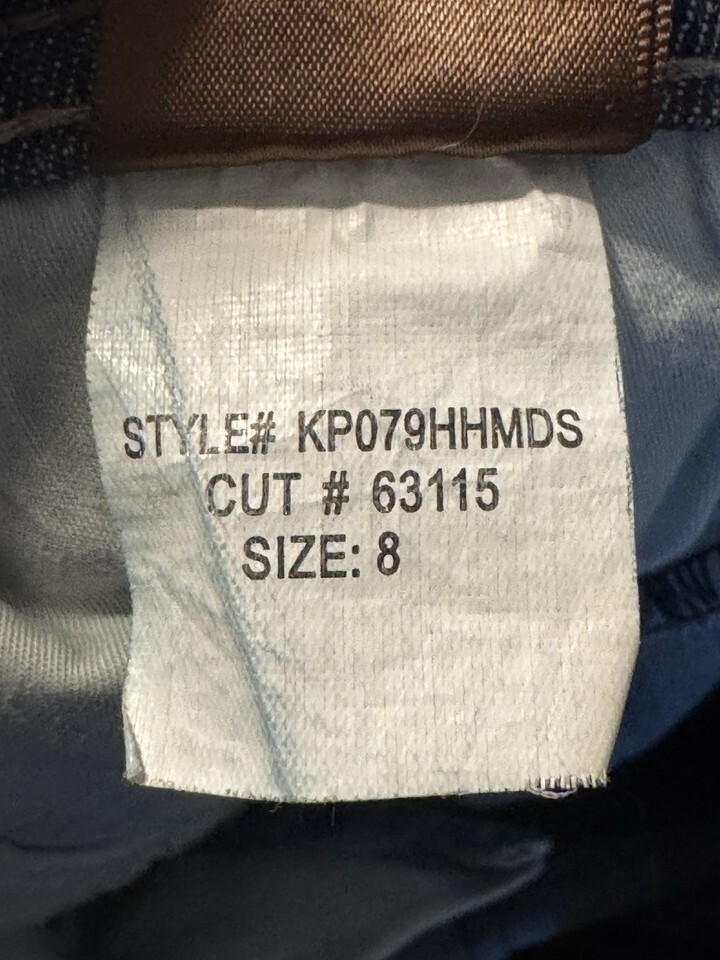 STYLE# KP079HHMDS
CUT # 63115
SIZE: 8